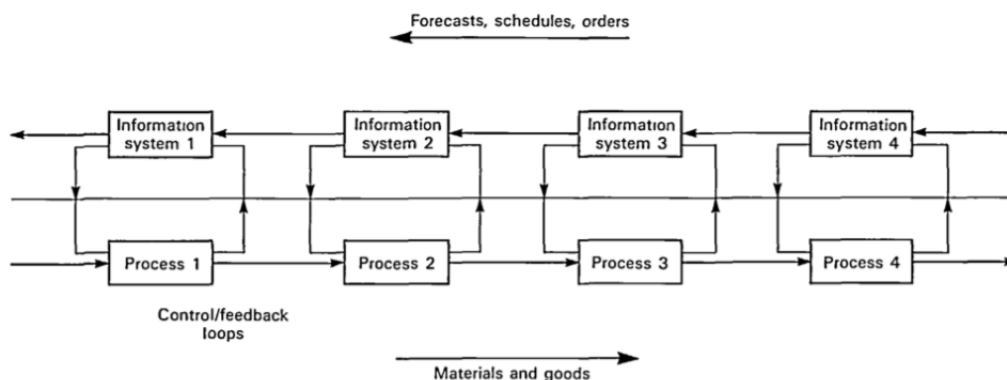 Forecasts, schedules, orders
Information
system 1
Information
system 2
Information
system 3
Information
system 4
Process 1
Process 2
Process 3
Process 4
Control/feedback
loops
Materials and goods